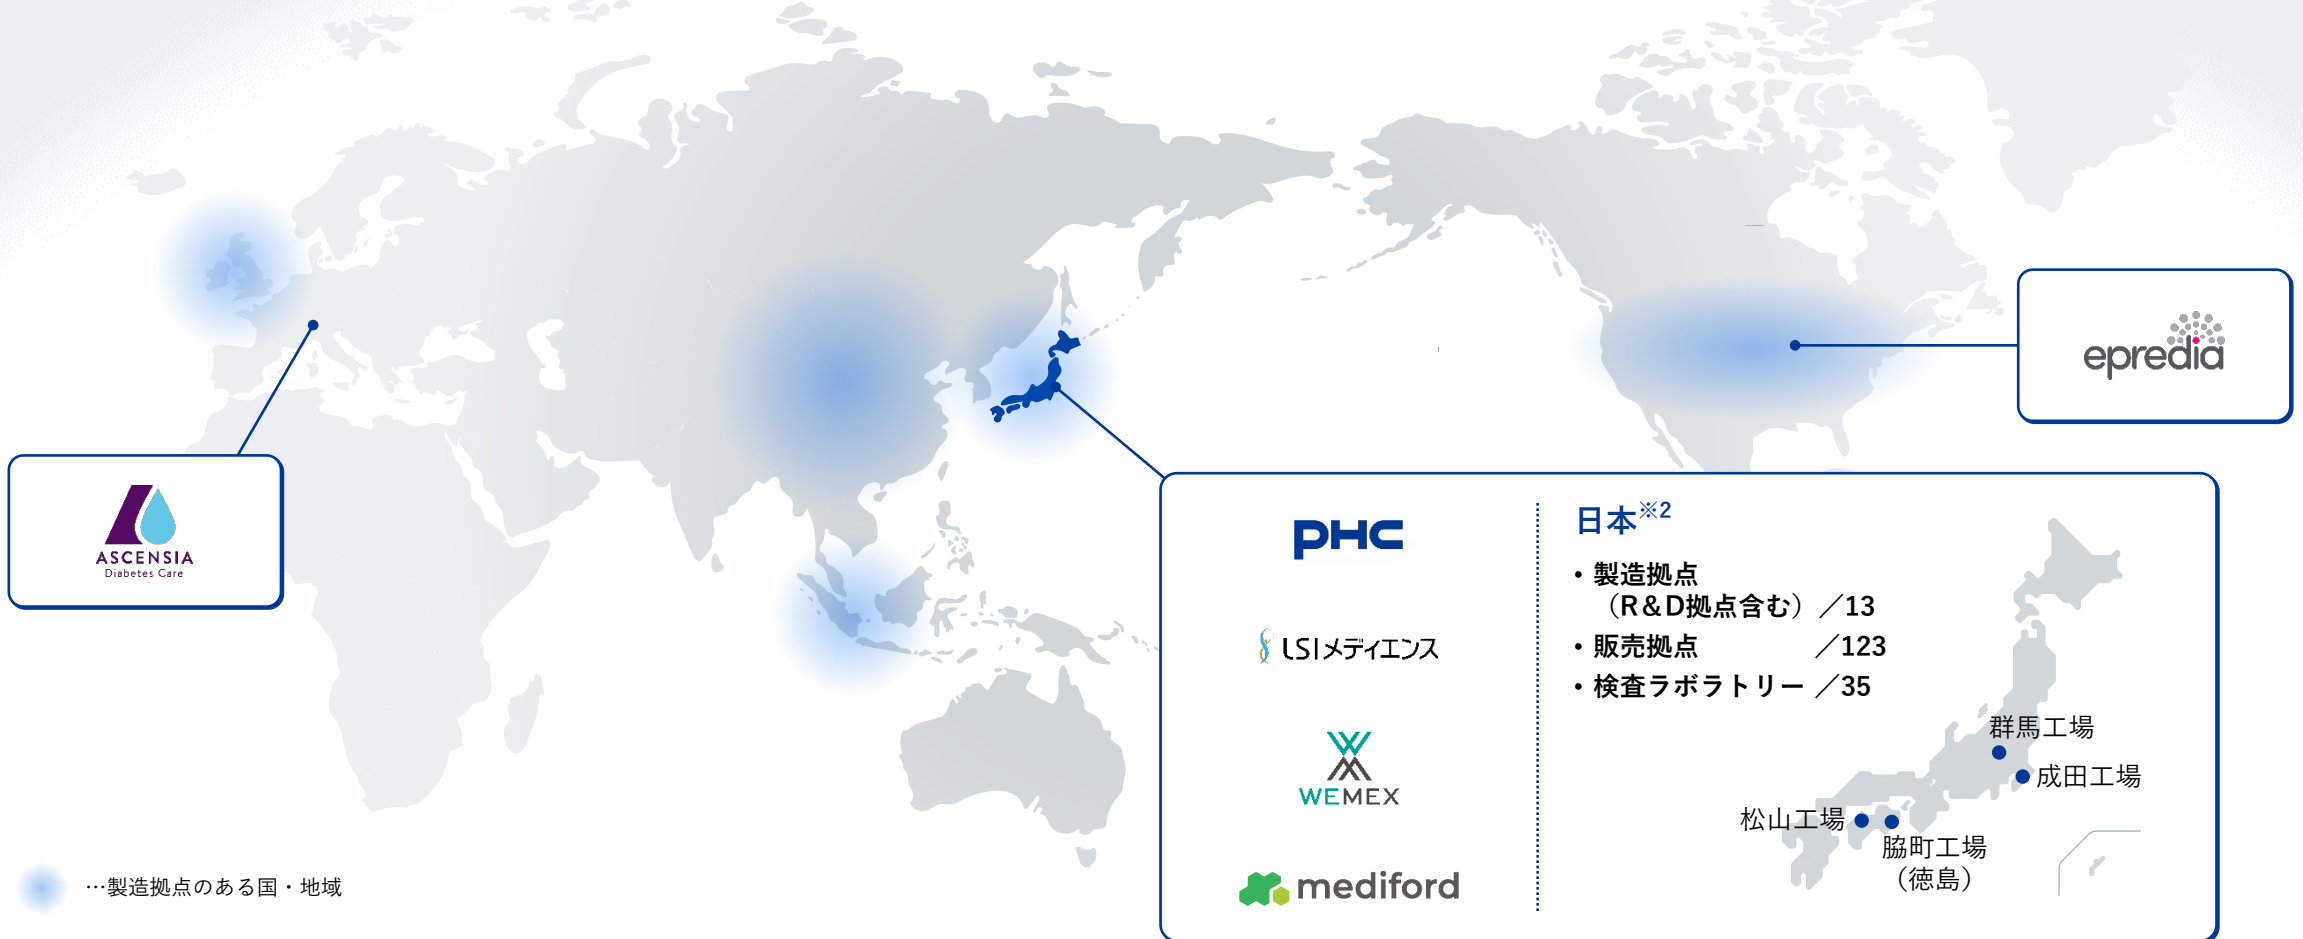 epredia
ASCENSIA
Diabetes Care
PHC
LSIメディエンス
WEMEX
mediford
日本※2
・製造拠点
（R＆D拠点含む）／13
・販売拠点　　　　／123
・検査ラボラトリー ／35
群馬工場
成田工場
松山工場
脇町工場
（徳島）
…製造拠点のある国・地域